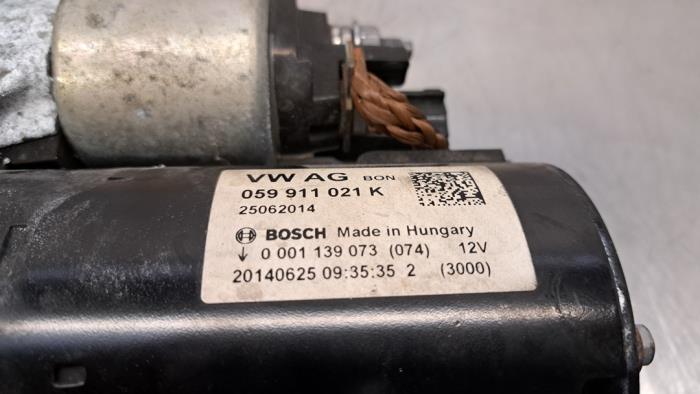 VW AG BON
059 911 021 K
25062014
BOSCH Made in Hungary
↓ 0 001 139 073 (074) 12V
20140625 09:35:35 2 (3000)